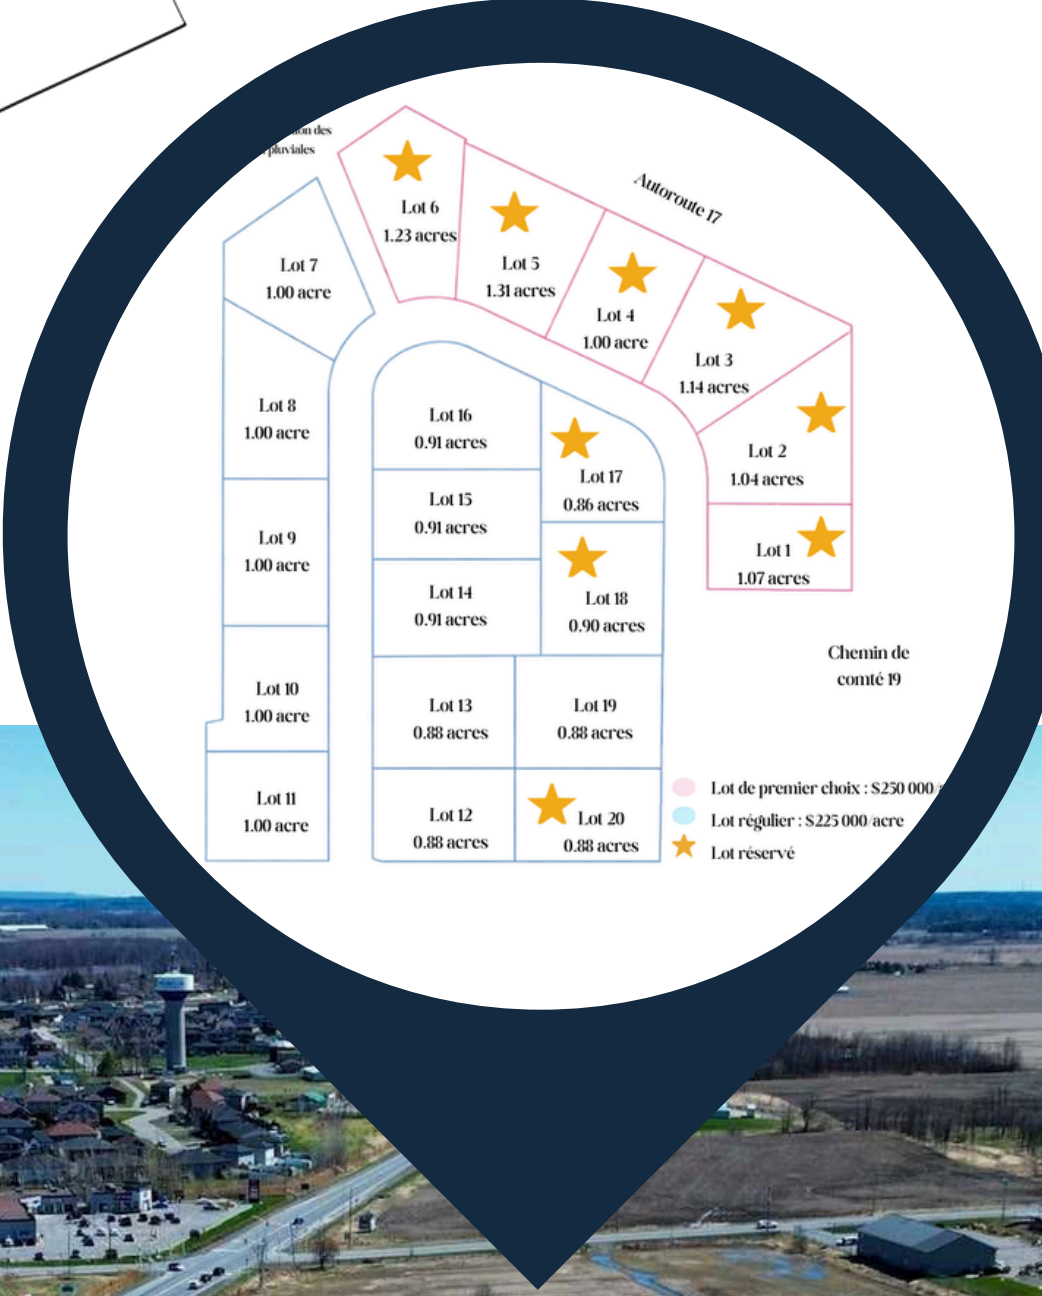 des
pluviales
Autoroute 17
Lot 6
1.23 acres
Lot 5
1.31 acres
Lot 4
1.00 acre
Lot 3
1.14 acres
Lot 2
1.04 acres
Lot 1
1.07 acres
Lot 7
1.00 acre
Lot 8
1.00 acre
Lot 9
1.00 acre
Lot 10
1.00 acre
Lot 11
1.00 acre
Lot 16
0.91 acres
Lot 15
0.91 acres
Lot 14
0.91 acres
Lot 13
0.88 acres
Lot 12
0.88 acres
Lot 17
0.86 acres
Lot 18
0.90 acres
Lot 19
0.88 acres
Lot 20
0.88 acres
Chemin de
comté 19
Lot de premier choix : $250 000/
Lot régulier : $225 000/acre
Lot réservé